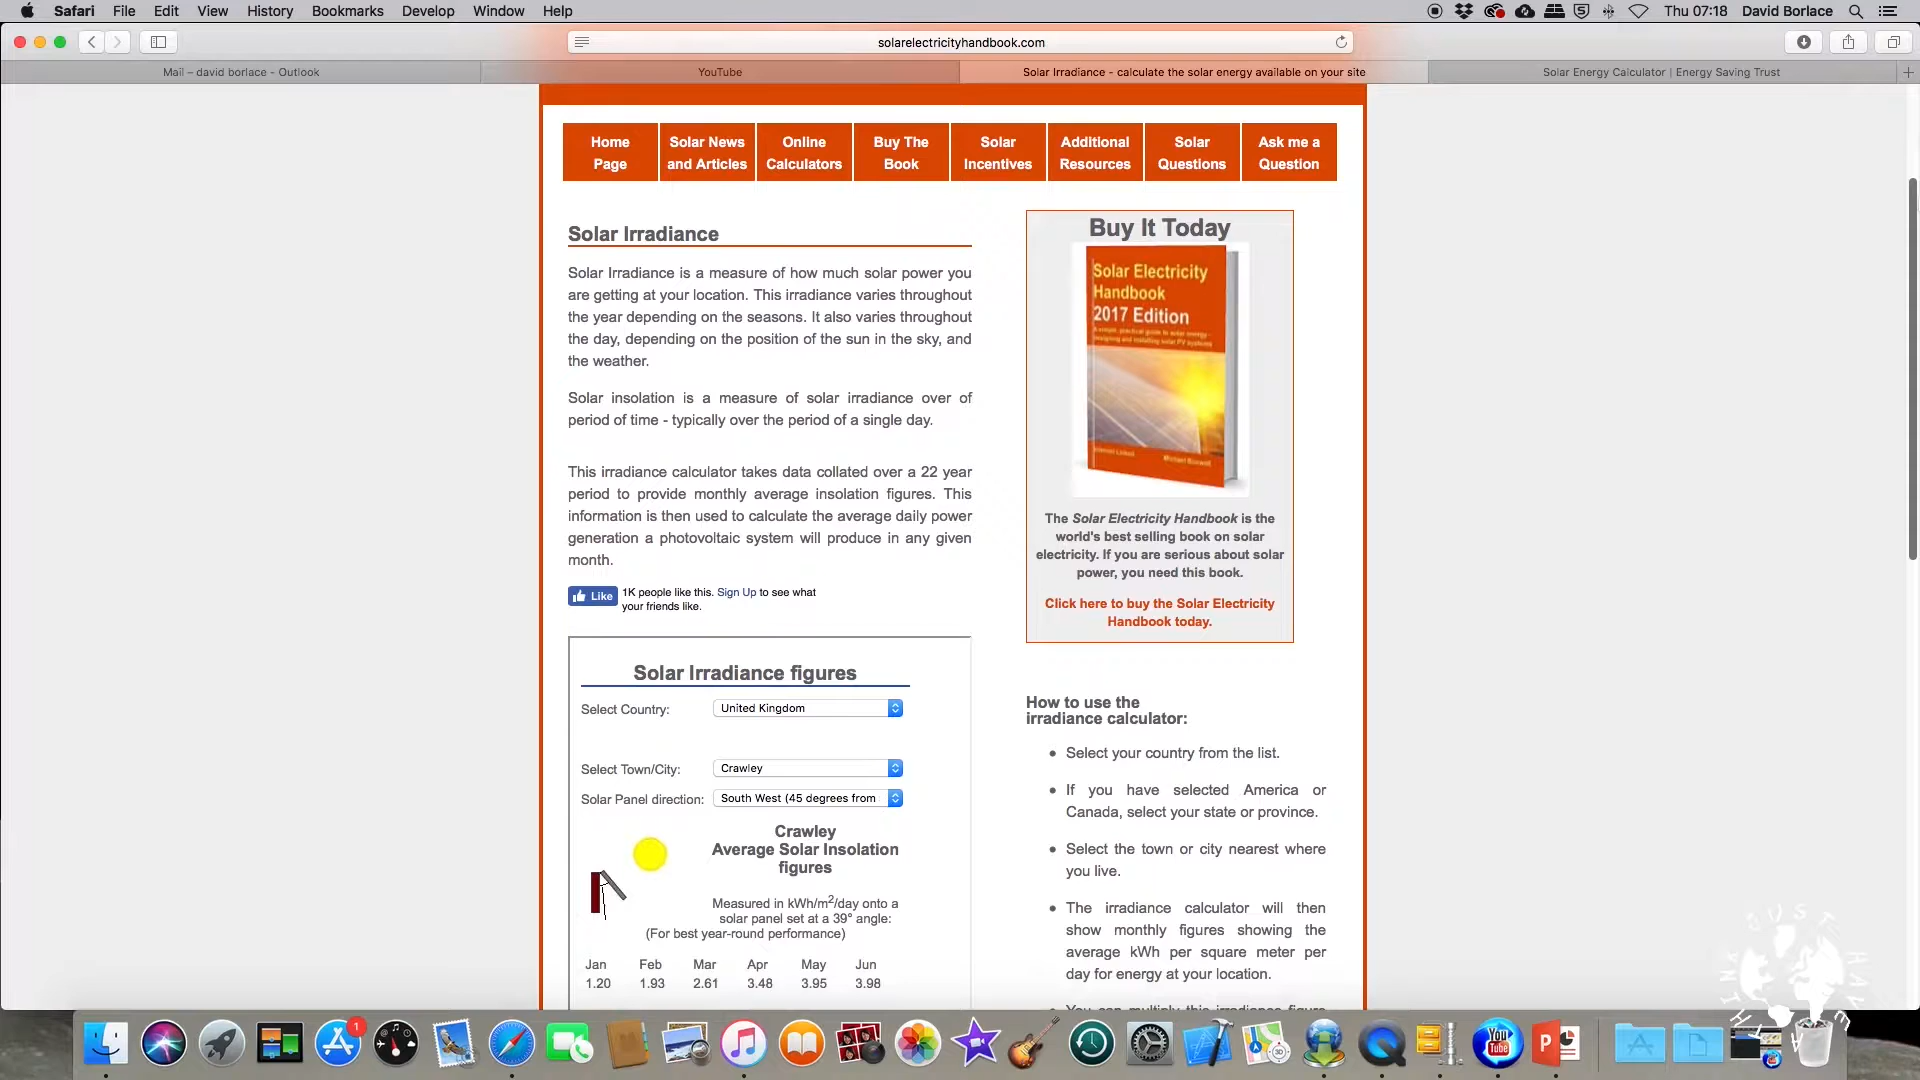 Safari File Edit View History Bookmarks Develop Window Help
Thu 07:18 David Borlace
solarelectricityhandbook.com
Mail – david borlace - Outlook
YouTube
Solar Irradiance - calculate the solar energy available on your site
Solar Energy Calculator | Energy Saving Trust
Home Page
Solar News and Articles
Online Calculators
Buy The Book
Solar Incentives
Additional Resources
Solar Questions
Ask me a Question
Solar Irradiance
Solar Irradiance is a measure of how much solar power you
are getting at your location. This irradiance varies throughout
the year depending on the seasons. It also varies throughout
the day, depending on the position of the sun in the sky, and
the weather.
Solar insolation is a measure of solar irradiance over of
period of time - typically over the period of a single day.
This irradiance calculator takes data collated over a 22 year
period to provide monthly average insolation figures. This
information is then used to calculate the average daily power
generation a photovoltaic system will produce in any given
month.
Like 1K people like this. Sign Up to see what
your friends like.
Solar Irradiance figures
Select Country: United Kingdom
Select Town/City: Crawley
Solar Panel direction: South West (45 degrees from
Crawley
Average Solar Insolation
figures
Measured in kWh/m2/day onto a
solar panel set at a 39° angle:
(For best year-round performance)
Jan Feb Mar Apr May Jun
1.20 1.93 2.61 3.48 3.95 3.98
Buy It Today
Solar Electricity
Handbook
2017 Edition
The Solar Electricity Handbook is the
world's best selling book on solar
electricity. If you are serious about solar
power, you need this book.
Click here to buy the Solar Electricity
Handbook today.
How to use the
irradiance calculator:
Select your country from the list.
If you have selected America or
Canada, select your state or province.
Select the town or city nearest where
you live.
The irradiance calculator will then
show monthly figures showing the
average kWh per square meter per
day for energy at your location.
You can multiply this irradiance figure
1
You
Tube
P